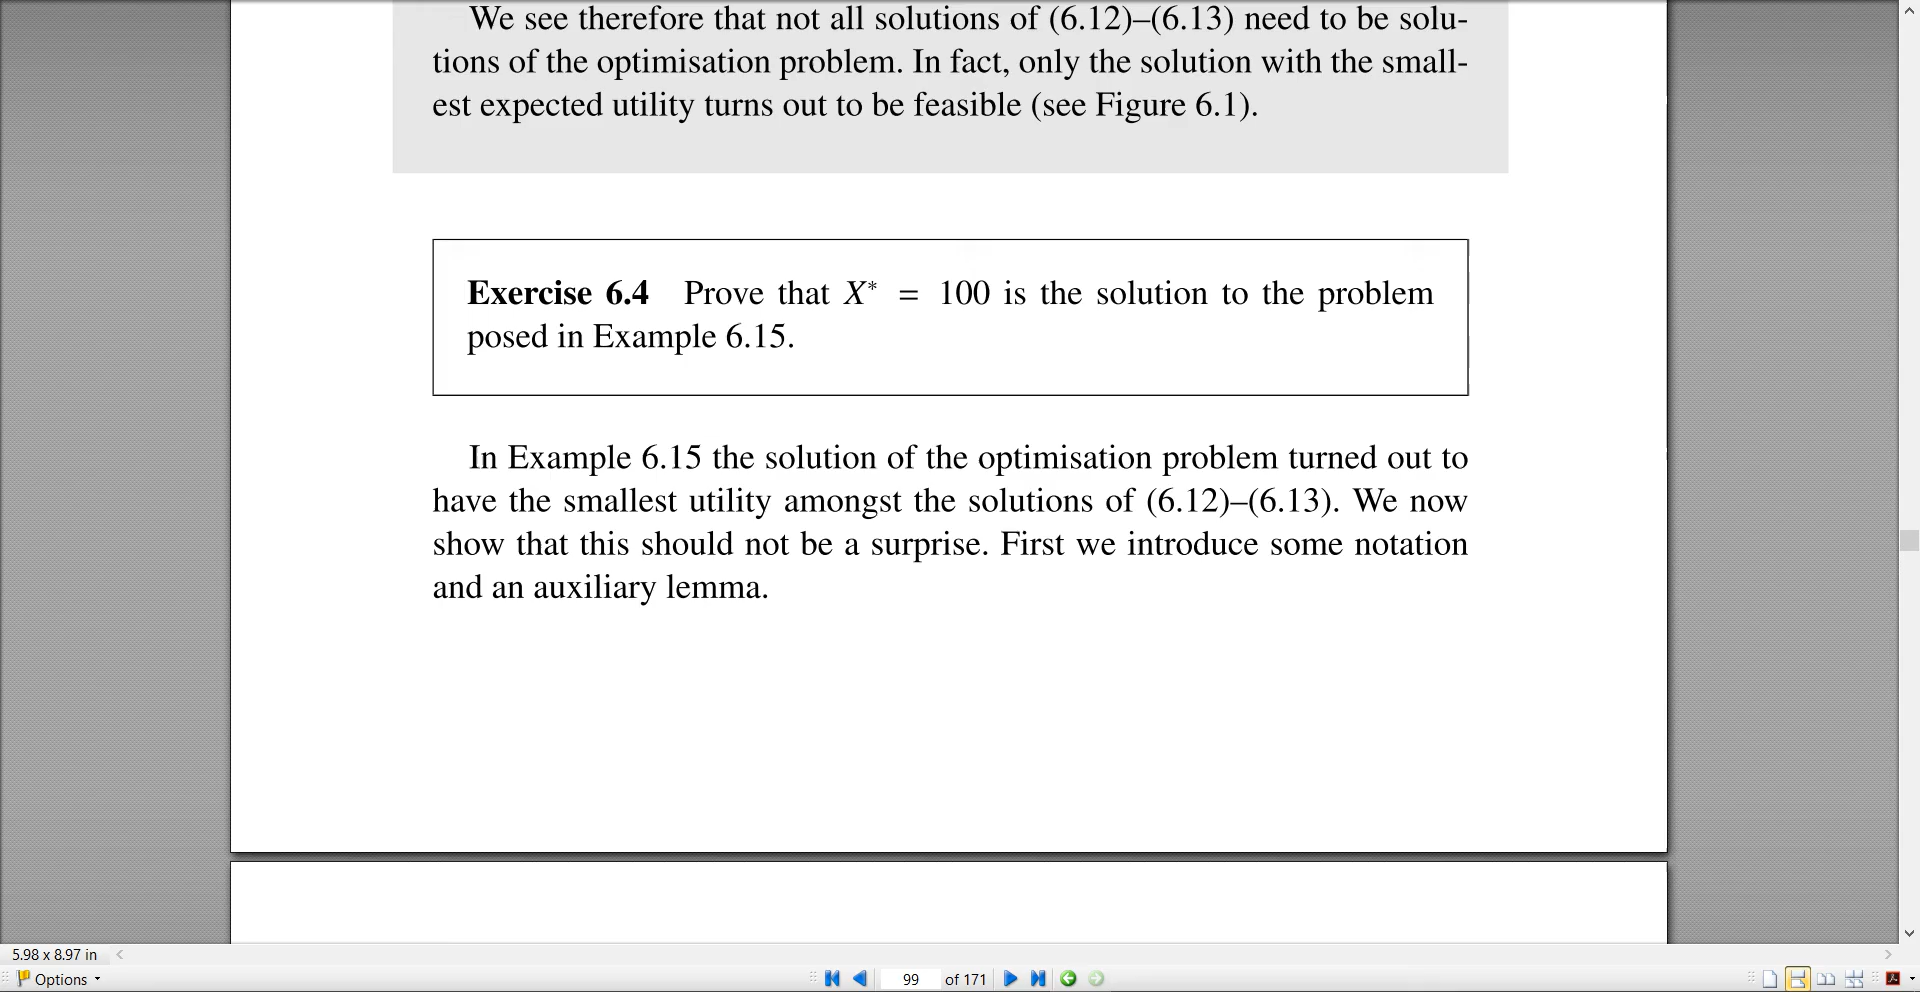 We see therefore that not all solutions of (6.12)–(6.13) need to be solu-
tions of the optimisation problem. In fact, only the solution with the small-
est expected utility turns out to be feasible (see Figure 6.1).
Exercise 6.4 Prove that X* = 100 is the solution to the problem
posed in Example 6.15.
In Example 6.15 the solution of the optimisation problem turned out to
have the smallest utility amongst the solutions of (6.12)–(6.13). We now
show that this should not be a surprise. First we introduce some notation
and an auxiliary lemma.
5.98 x 8.97 in
Options
99 of 171